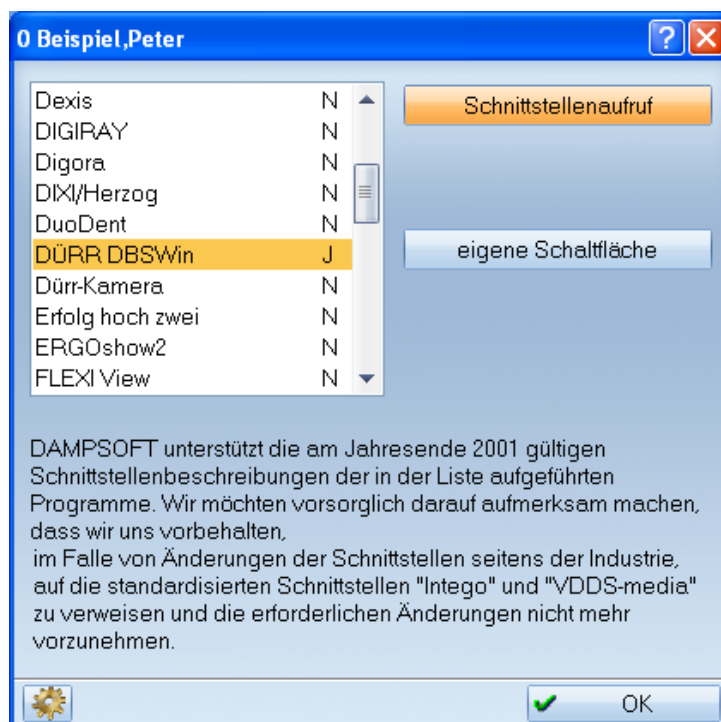 0 Beispiel,Peter
?
Dexis N
DIGIRAY N
Digora N
DIXI/Herzog N
DuoDent N
DÜRR DBSWin J
Dürr-Kamera N
Erfolg hoch zwei N
ERGOshow2 N
FLEXI View N
Schnittstellenaufruf
eigene Schaltfläche
DAMPSOFT unterstützt die am Jahresende 2001 gültigen
Schnittstellenbeschreibungen der in der Liste aufgeführten
Programme. Wir möchten vorsorglich darauf aufmerksam machen,
dass wir uns vorbehalten,
im Falle von Änderungen der Schnittstellen seitens der Industrie,
auf die standardisierten Schnittstellen "Intego" und "VDDS-media"
zu verweisen und die erforderlichen Änderungen nicht mehr
vorzunehmen.
OK